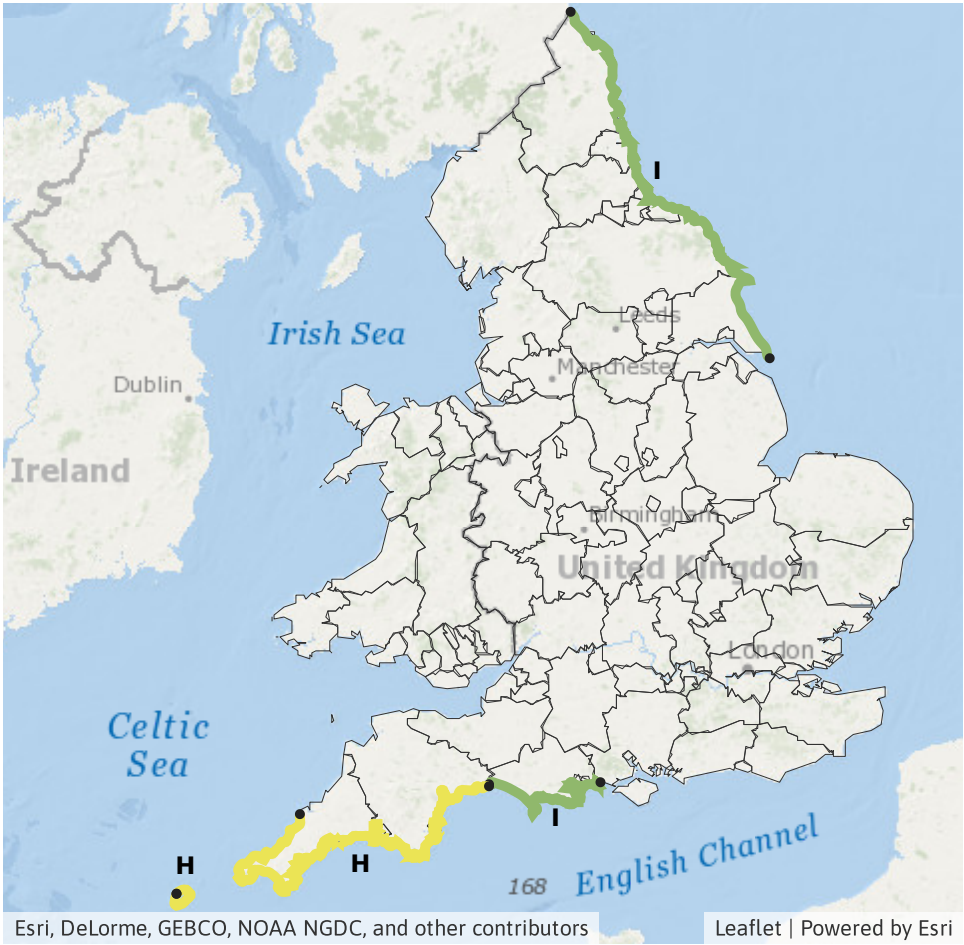 I
Leeds
Irish Sea
Manchester
Dublin
Ireland
Birmingham
United Kingdom
London
Celtic
Sea
I
H
H
English Channel
168
Esri, DeLorme, GEBCO, NOAA NGDC, and other contributors
Leaflet | Powered by Esri